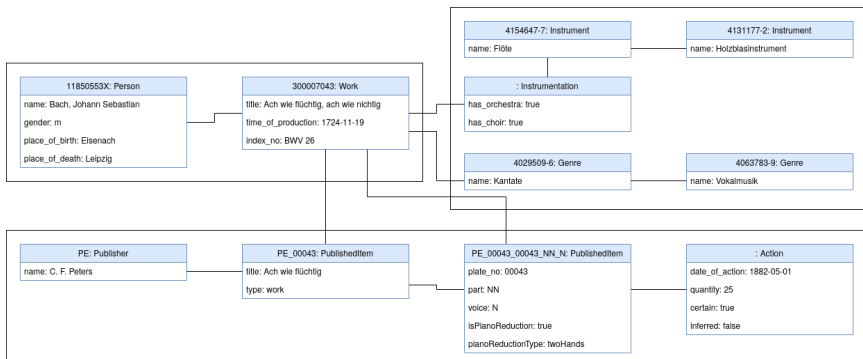 4154647-7: Instrument
name: Flöte
4131177-2: Instrument
name: Holzblasinstrument
11850553X: Person
name: Bach, Johann Sebastian
gender: m
place_of_birth: Eisenach
place_of_death: Leipzig
300007043: Work
title: Ach wie flüchtig, ach wie nichtig
time_of_production: 1724-11-19
index_no: BWV 26
: Instrumentation
has_orchestra: true
has_choir: true
4029509-6: Genre
name: Kantate
4063783-9: Genre
name: Vokalmusik
PE: Publisher
name: C. F. Peters
PE_00043: PublishedItem
title: Ach wie flüchtig
type: work
PE_00043_00043_NN_N: PublishedItem
plate_no: 00043
part: NN
voice: N
isPianoReduction: true
pianoReductionType: twoHands
: Action
date_of_action: 1882-05-01
quantity: 25
certain: true
inferred: false